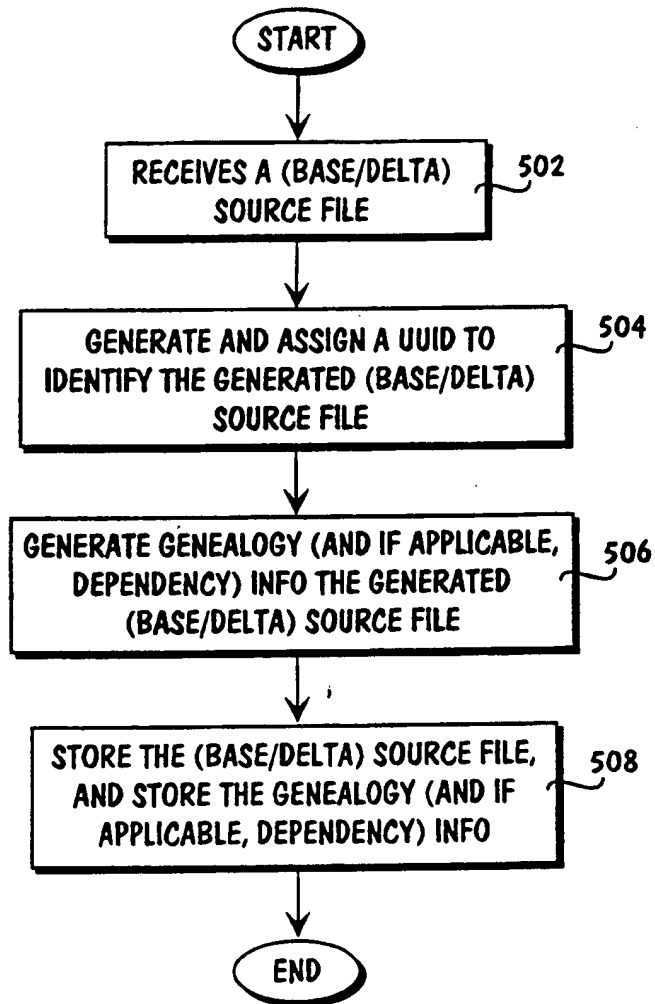 START
RECEIVES A (BASE/DELTA)
SOURCE FILE
502
GENERATE AND ASSIGN A UUID TO
IDENTIFY THE GENERATED (BASE/DELTA)
SOURCE FILE
504
GENERATE GENEALOGY (AND IF APPLICABLE,
DEPENDENCY) INFO THE GENERATED
(BASE/DELTA) SOURCE FILE
506
STORE THE (BASE/DELTA) SOURCE FILE,
AND STORE THE GENEALOGY (AND IF
APPLICABLE, DEPENDENCY) INFO
508
END